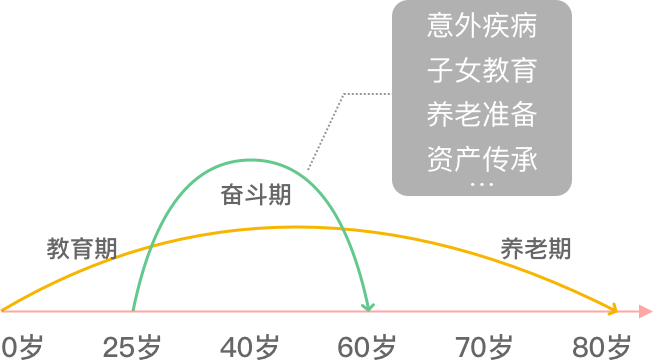 意外疾病
子女教育
养老准备
资产传承
...
奋斗期
教育期
养老期
0岁
25岁
40岁
60岁
70岁
80岁